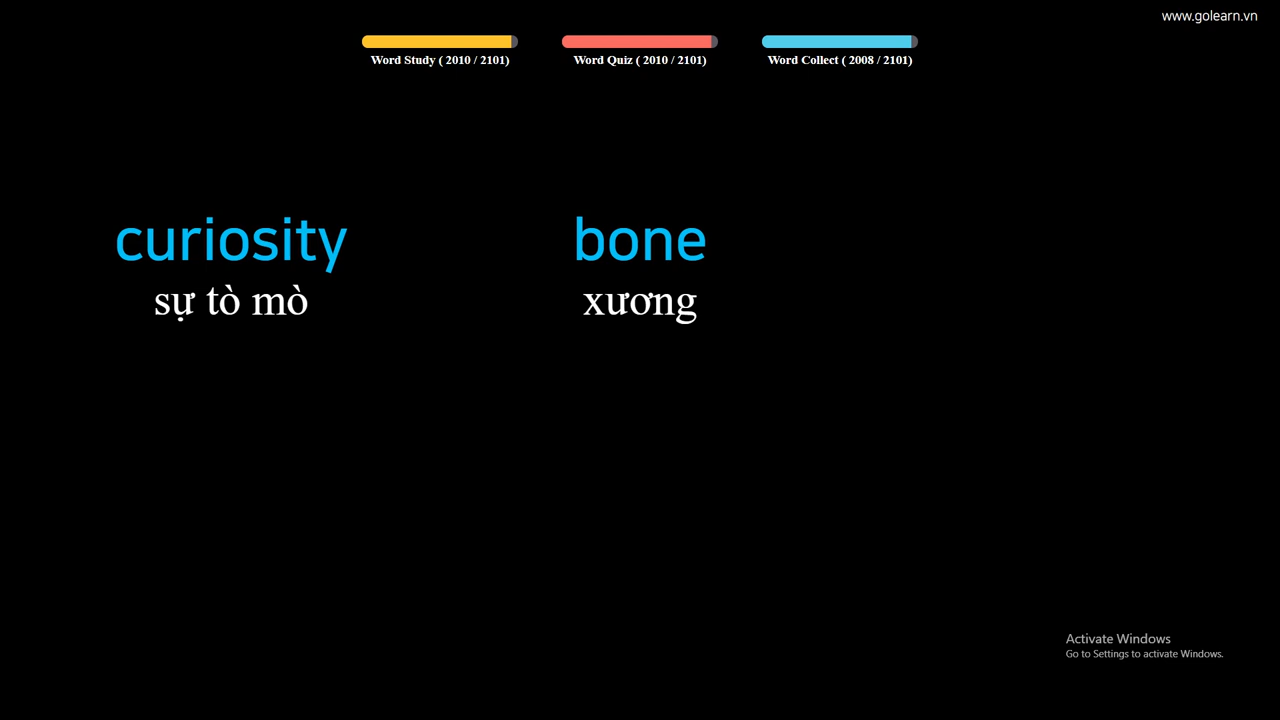 www.golearn.vn
Word Study ( 2010 / 2101)
Word Quiz ( 2010 / 2101)
Word Collect ( 2008 / 2101)
curiosity
sự tò mò
bone
xương
Activate Windows
Go to Settings to activate Windows.